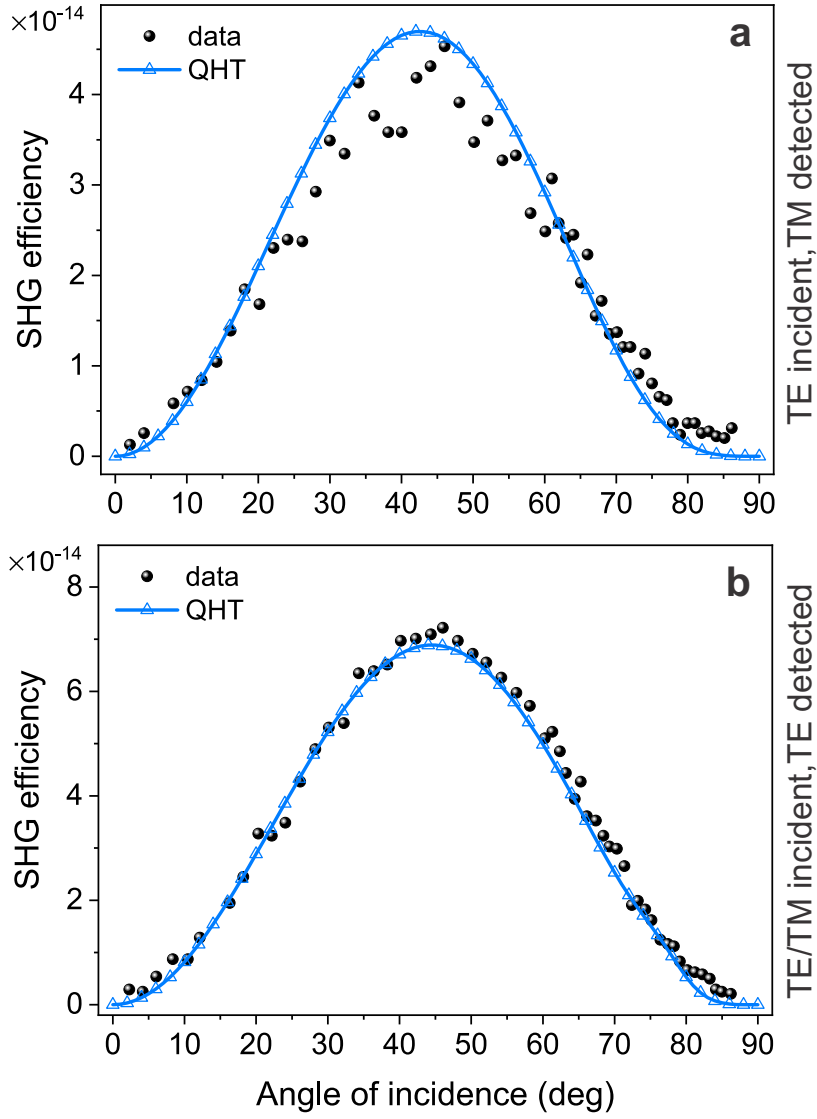 ×10⁻¹⁴
a
data
QHT
4
3
2
1
0
SHG efficiency
0 10 20 30 40 50 60 70 80 90
TE incident, TM detected
×10⁻¹⁴
b
data
QHT
8
6
4
2
0
SHG efficiency
0 10 20 30 40 50 60 70 80 90
TE/TM incident, TE detected
Angle of incidence (deg)